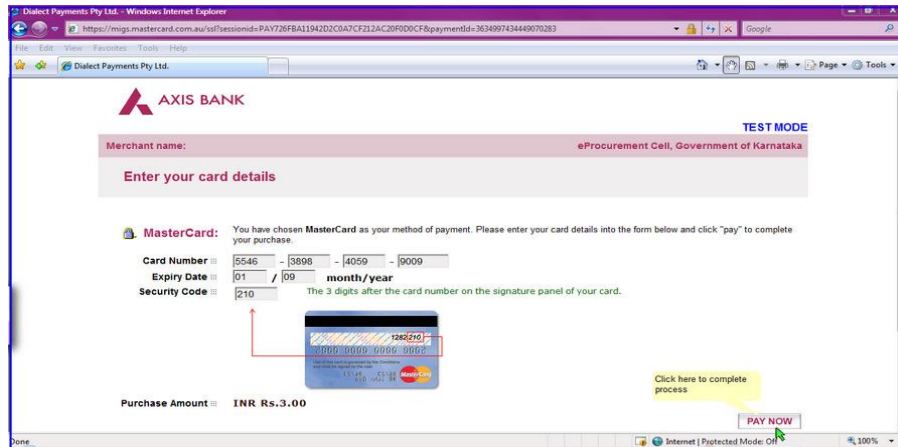 Dialect Payments Pty Ltd. - Windows Internet Explorer
https://migs.mastercard.com.au/ssl?sessionid=PAY726FBA11942D2C0A7CF212AC20F0D0CF&paymentId=3634997434449070283
Google
File Edit View Favorites Tools Help
Dialect Payments Pty Ltd.
Page Tools
AXIS BANK
TEST MODE
Merchant name: eProcurement Cell, Government of Karnataka
Enter your card details
MasterCard: You have chosen MasterCard as your method of payment. Please enter your card details into the form below and click "pay" to complete
your purchase.
Card Number 5546 - 3898 - 4059 - 9009
Expiry Date 01 / 09 month/year
Security Code 210 The 3 digits after the card number on the signature panel of your card.
1282 210
MasterCard
Click here to complete
process
Purchase Amount INR Rs.3.00
PAY NOW
Done Internet | Protected Mode: Off 100%